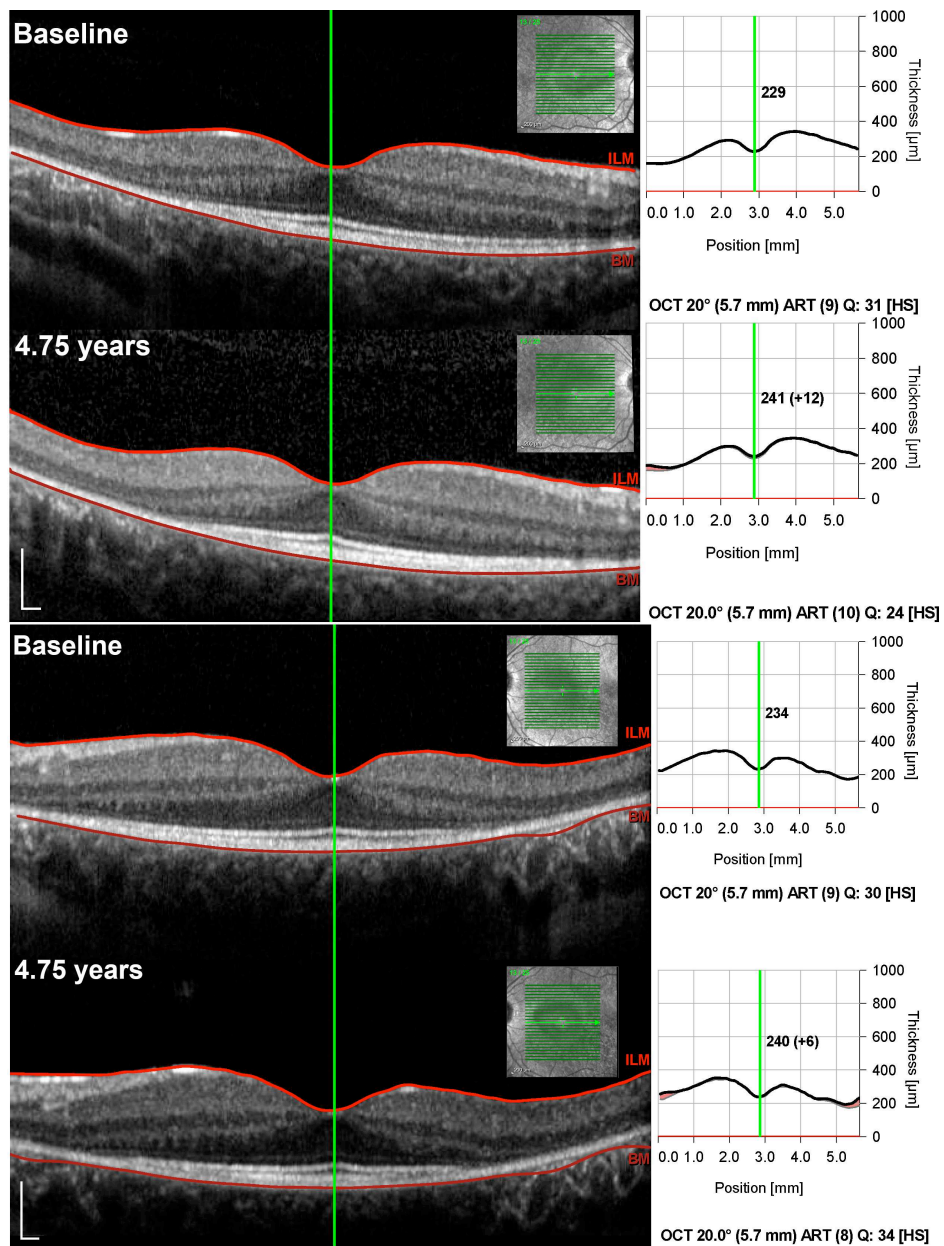 Baseline
ILM
BM
229
1000
800
600
400
200
0
Thickness [µm]
0.0 1.0 2.0 3.0 4.0 5.0
Position [mm]
OCT 20° (5.7 mm) ART (9) Q: 31 [HS]
4.75 years
ILM
BM
241 (+12)
1000
800
600
400
200
0
Thickness [µm]
0.0 1.0 2.0 3.0 4.0 5.0
Position [mm]
OCT 20.0° (5.7 mm) ART (10) Q: 24 [HS]
Baseline
ILM
BM
234
1000
800
600
400
200
0
Thickness [µm]
0.0 1.0 2.0 3.0 4.0 5.0
Position [mm]
OCT 20° (5.7 mm) ART (9) Q: 30 [HS]
4.75 years
ILM
BM
240 (+6)
1000
800
600
400
200
0
Thickness [µm]
0.0 1.0 2.0 3.0 4.0 5.0
Position [mm]
OCT 20.0° (5.7 mm) ART (8) Q: 34 [HS]